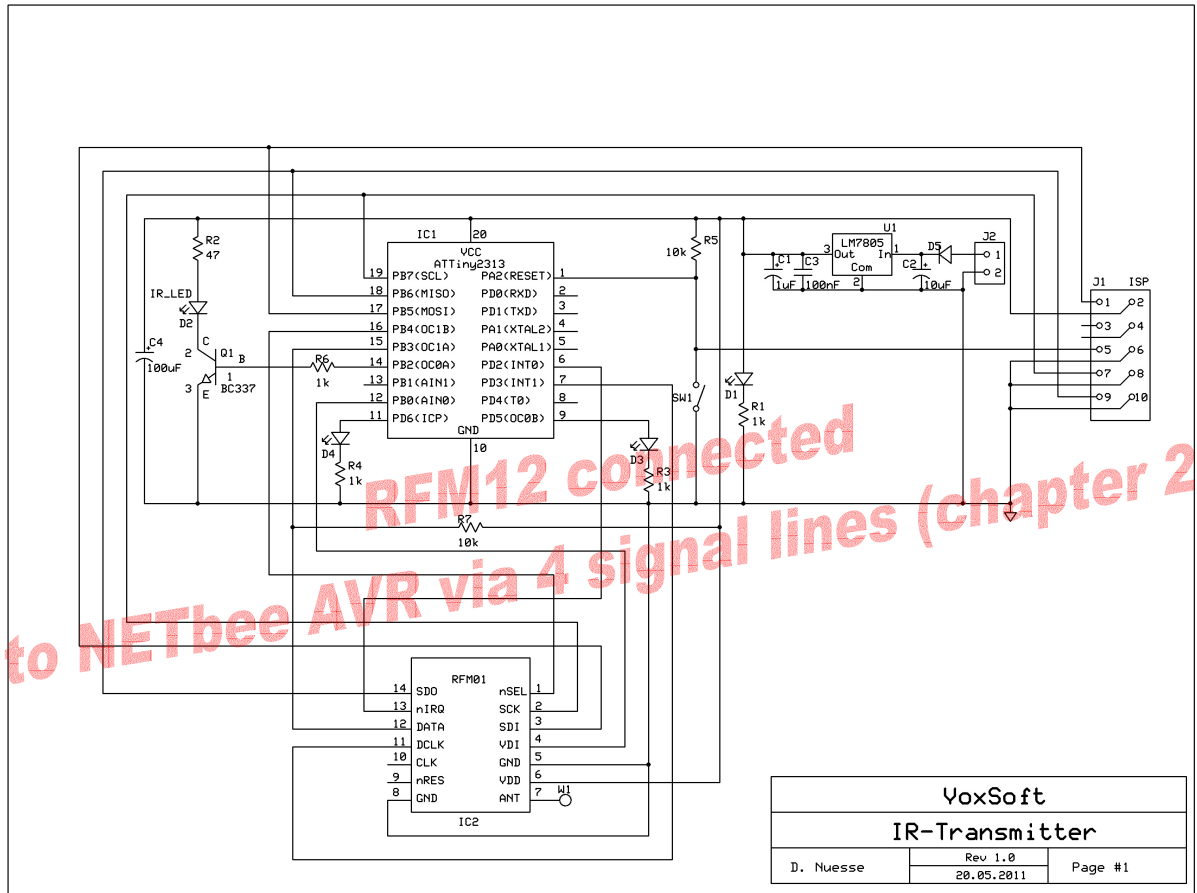 R2
47
IR_LED
D2
C4
100uF
+
C
2
Q1
B
1
3
E
BC337
R6
1k
IC1
20
VCC
ATTiny2313
19 PB7(SCL) PA2(RESET) 1
18 PB6(MISO) PD0(RXD) 2
17 PB5(MOSI) PD1(TXD) 3
16 PB4(OC1B) PA1(XTAL2) 4
15 PB3(OC1A) PA0(XTAL1) 5
14 PB2(OC0A) PD2(INT0) 6
13 PB1(AIN1) PD3(INT1) 7
12 PB0(AIN0) PD4(T0) 8
11 PD6(ICP) PD5(OC0B) 9
GND
10
D4
R4
1k
D3
R3
1k
R5
10k
SW1
D1
R1
1k
U1
LM7805
3 Out In 1
Com
2
C1
+
1uF
C3
100nF
C2
+
10uF
D5
J2
1
2
J1 ISP
1 2
3 4
5 6
7 8
9 10
R7
10k
RFM12 connected
to NETbee AVR via 4 signal lines (chapter 2
RFM01
14 SDO nSEL 1
13 nIRQ SCK 2
12 DATA SDI 3
11 DCLK VDI 4
10 CLK GND 5
9 nRES VDD 6
8 GND ANT 7
W1
IC2
VoxSoft
IR-Transmitter
D. Nuesse
Rev 1.0
20.05.2011
Page #1